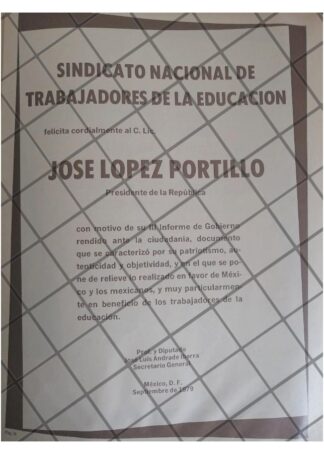 SINDICATO NACIONAL DE
TRABAJADORES DE LA EDUCACION
felicita cordialmente al C. Lic.
JOSE LOPEZ PORTILLO
Presidente de la República
con motivo de su III Informe de Gobierno
rendido ante la ciudadanía, documento
que se caracterizó por su patriotismo, au-
tenticidad y objetividad, y en el que se po-
ne de relieve lo realizado en favor de Méxi-
co y los mexicanos, y muy particularmen-
te en beneficio de los trabajadores de la
educación.
Prof. y Diputado
José Luis Andrade Ibarra
Secretario General
México, D. F.
Septiembre de 1979